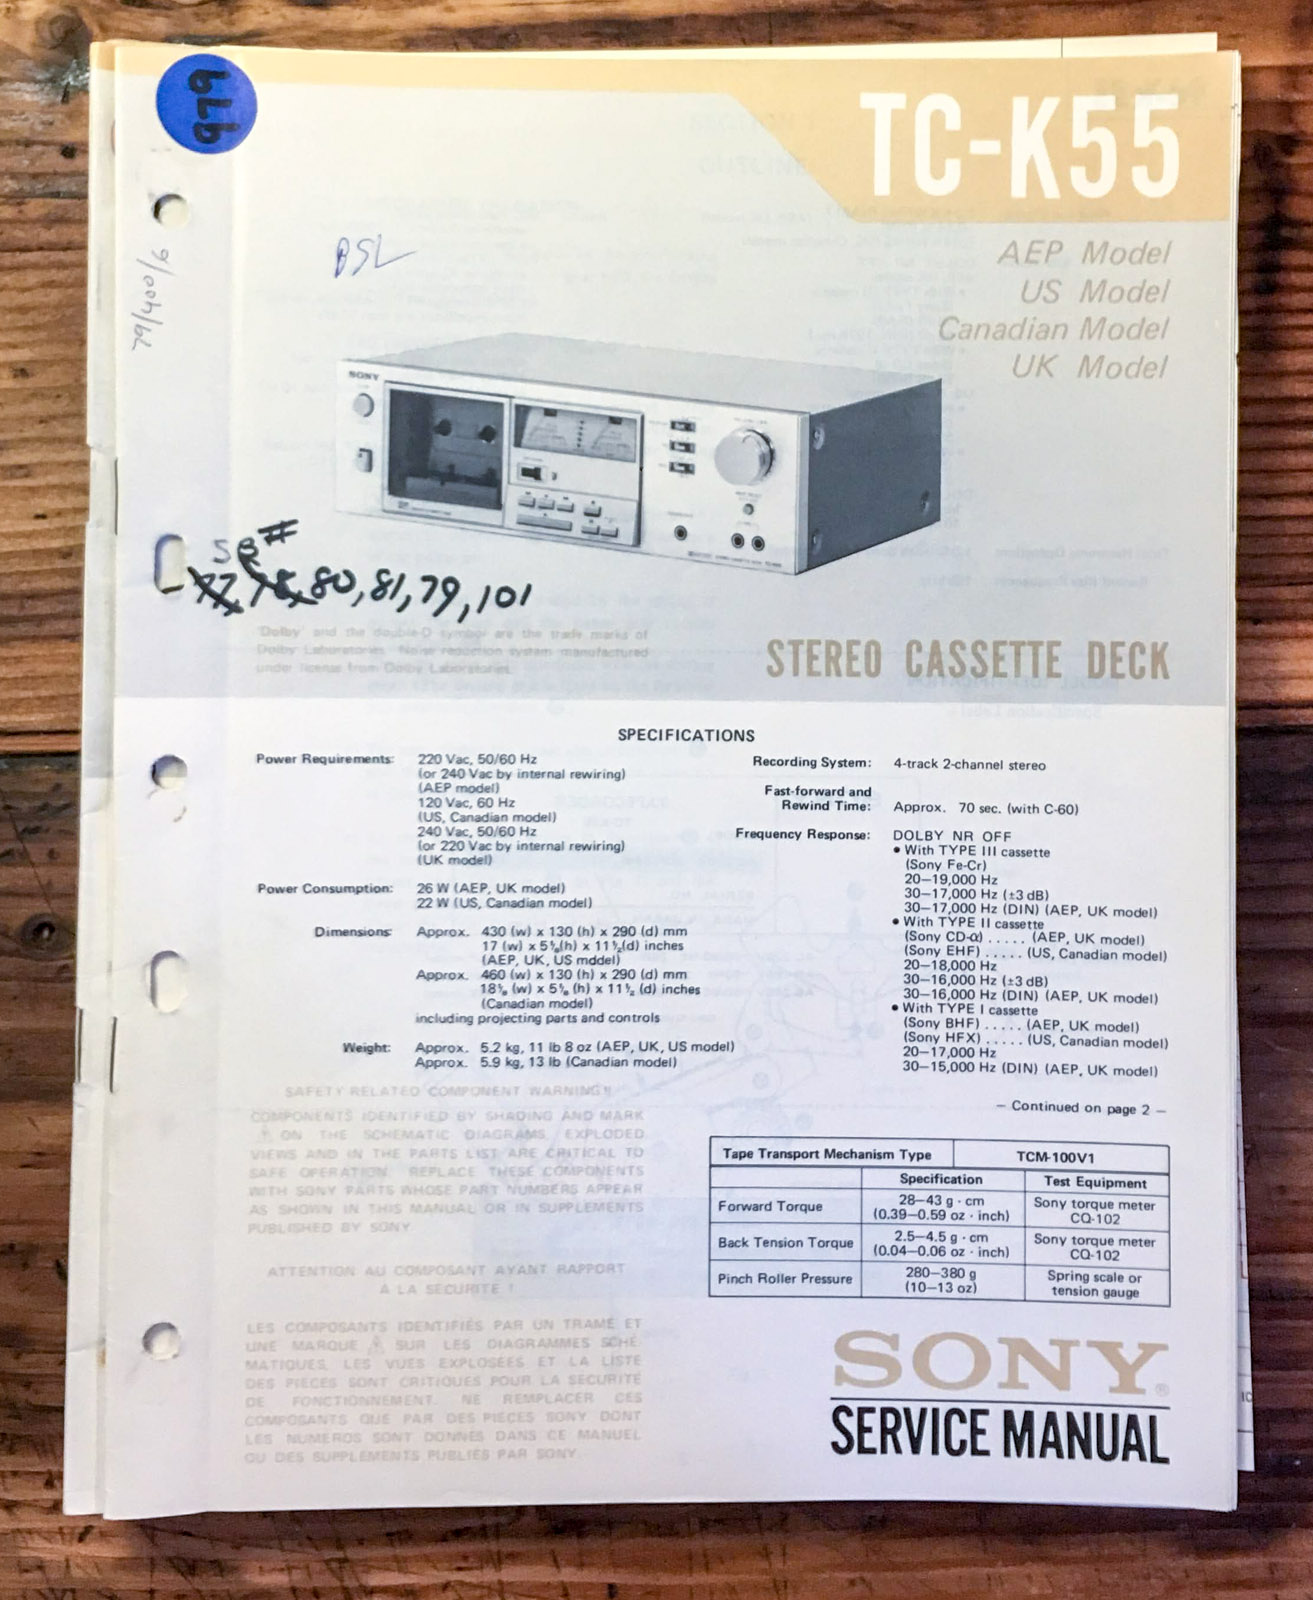 979
TC-K55
AEP Model
US Model
Canadian Model
UK Model
BSL
SONY
SB#
80, 81, 79, 101
'Dolby' and the double-D symbol are the trade marks of
Dolby Laboratories. Noise reduction system manufactured
under license from Dolby Laboratories.
STEREO CASSETTE DECK
SPECIFICATIONS
Power Requirements: 220 Vac, 50/60 Hz
(or 240 Vac by internal rewiring)
(AEP model)
120 Vac, 60 Hz
(US, Canadian model)
240 Vac, 50/60 Hz
(or 220 Vac by internal rewiring)
(UK model)
Power Consumption: 26 W (AEP, UK model)
22 W (US, Canadian model)
Dimensions: Approx. 430 (w) x 130 (h) x 290 (d) mm
17 (w) x 5⅛ (h) x 11½ (d) inches
(AEP, UK, US mddel)
Approx. 460 (w) x 130 (h) x 290 (d) mm
18⅛ (w) x 5⅛ (h) x 11½ (d) inches
(Canadian model)
including projecting parts and controls
Weight: Approx. 5.2 kg, 11 lb 8 oz (AEP, UK, US model)
Approx. 5.9 kg, 13 lb (Canadian model)
Recording System: 4-track 2-channel stereo
Fast-forward and
Rewind Time: Approx. 70 sec. (with C-60)
Frequency Response: DOLBY NR OFF
• With TYPE III cassette
(Sony Fe-Cr)
20–19,000 Hz
30–17,000 Hz (±3 dB)
30–17,000 Hz (DIN) (AEP, UK model)
• With TYPE II cassette
(Sony CD-α) ..... (AEP, UK model)
(Sony EHF) ..... (US, Canadian model)
20–18,000 Hz
30–16,000 Hz (±3 dB)
30–16,000 Hz (DIN) (AEP, UK model)
• With TYPE I cassette
(Sony BHF) ..... (AEP, UK model)
(Sony HFX) ..... (US, Canadian model)
20–17,000 Hz
30–15,000 Hz (DIN) (AEP, UK model)
– Continued on page 2 –
SAFETY RELATED COMPONENT WARNING!!
COMPONENTS IDENTIFIED BY SHADING AND MARK
⚠ ON THE SCHEMATIC DIAGRAMS, EXPLODED
VIEWS AND IN THE PARTS LIST ARE CRITICAL TO
SAFE OPERATION. REPLACE THESE COMPONENTS
WITH SONY PARTS WHOSE PART NUMBERS APPEAR
AS SHOWN IN THIS MANUAL OR IN SUPPLEMENTS
PUBLISHED BY SONY.
ATTENTION AU COMPOSANT AYANT RAPPORT
À LA SÉCURITÉ!
LES COMPOSANTS IDENTIFIÉS PAR UN TRAMÉ ET
UNE MARQUE ⚠ SUR LES DIAGRAMMES SCHÉ-
MATIQUES, LES VUES EXPLOSÉES ET LA LISTE
DES PIÈCES SONT CRITIQUES POUR LA SÉCURITÉ
DE FONCTIONNEMENT. NE REMPLACER CES
COMPOSANTS QUE PAR DES PIÈCES SONY DONT
LES NUMÉROS SONT DONNÉS DANS CE MANUEL
OU DES SUPPLÉMENTS PUBLIÉS PAR SONY.
Tape Transport Mechanism Type TCM-100V1
Specification Test Equipment
Forward Torque 28–43 g · cm (0.39–0.59 oz · inch) Sony torque meter CQ-102
Back Tension Torque 2.5–4.5 g · cm (0.04–0.06 oz · inch) Sony torque meter CQ-102
Pinch Roller Pressure 280–380 g (10–13 oz) Spring scale or tension gauge
SONY®
SERVICE MANUAL